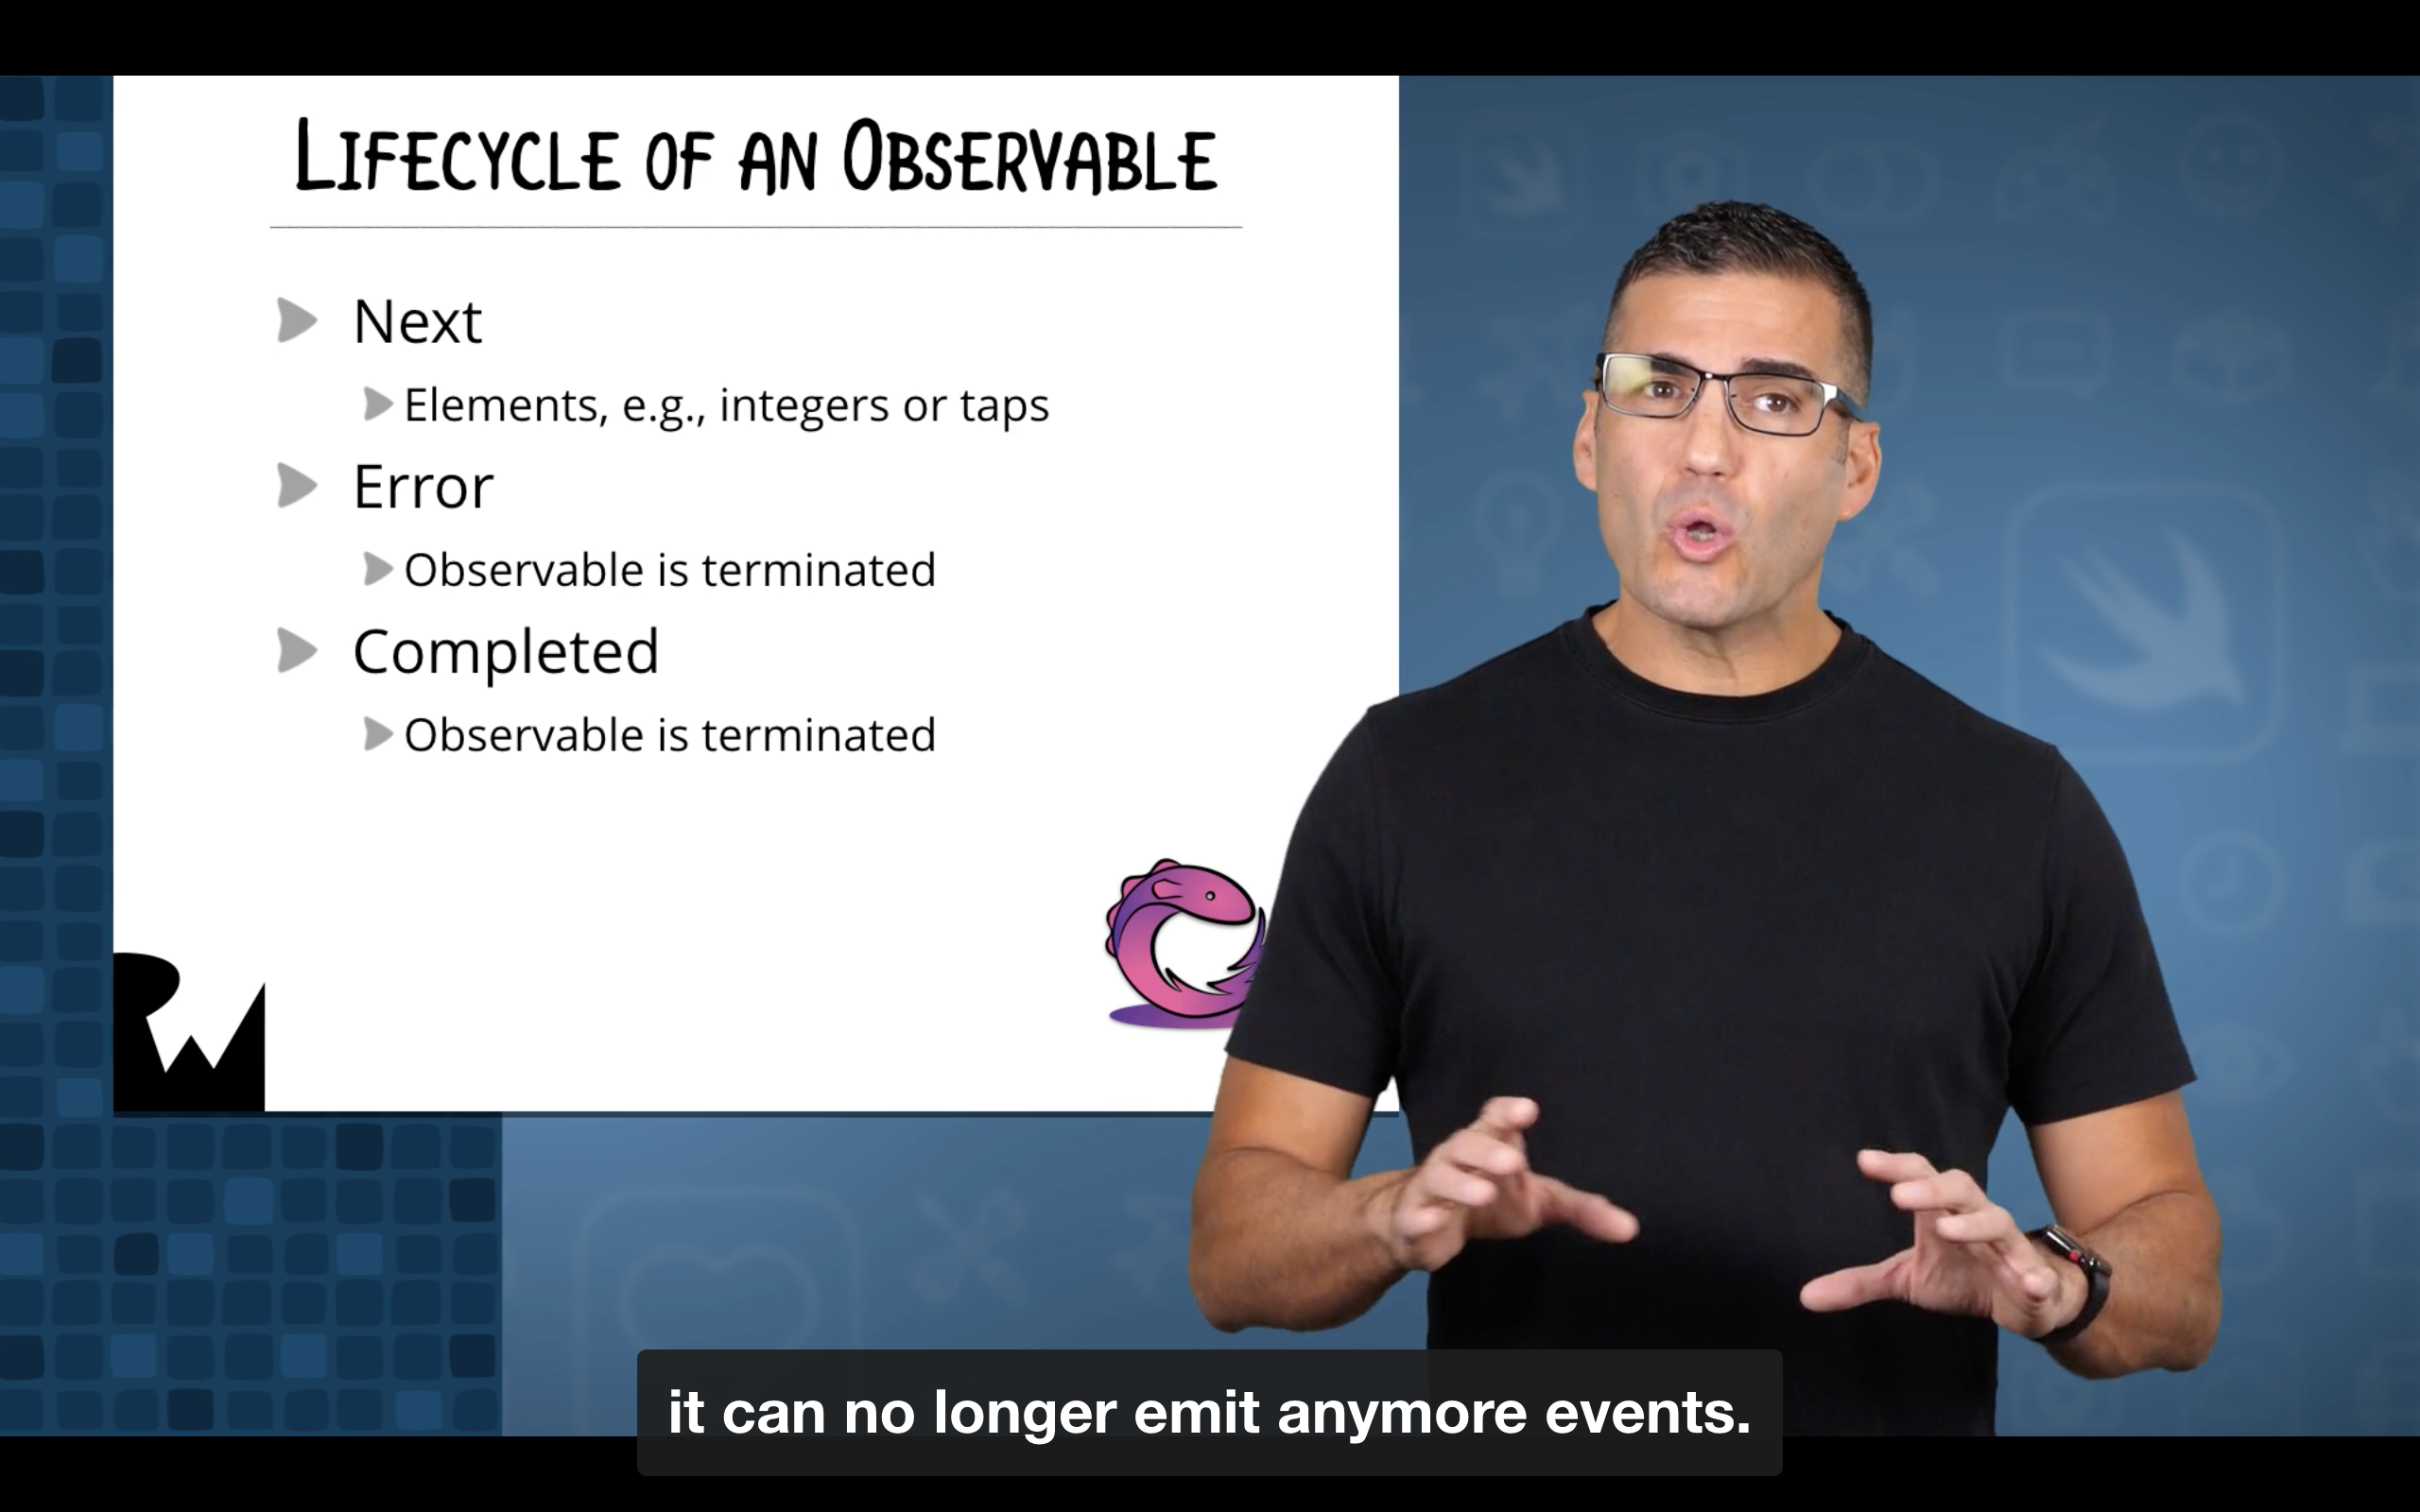 LIFECYCLE OF AN OBSERVABLE
Next
Elements, e.g., integers or taps
Error
Observable is terminated
Completed
Observable is terminated
RW
it can no longer emit anymore events.